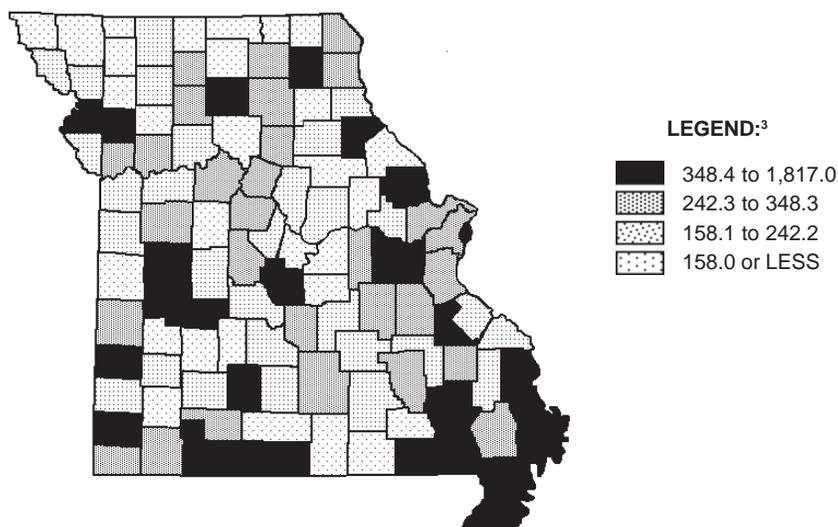 LEGEND:³
348.4 to 1,817.0
242.3 to 348.3
158.1 to 242.2
158.0 or LESS